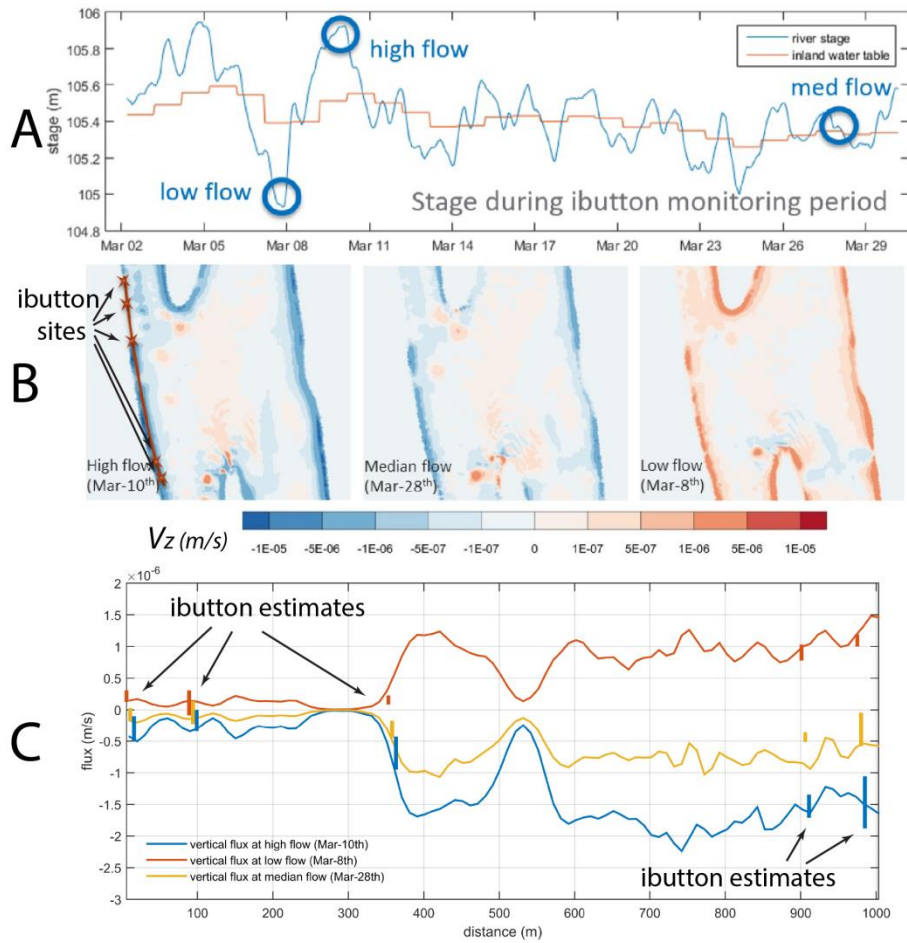 A
106
105.8
105.6
105.4
105.2
105
104.8
stage (m)
high flow
low flow
med flow
river stage
inland water table
Stage during ibutton monitoring period
Mar 02
Mar 05
Mar 08
Mar 11
Mar 14
Mar 17
Mar 20
Mar 23
Mar 26
Mar 29
B
ibutton
sites
High flow
(Mar-10th)
Median flow
(Mar-28th)
Low flow
(Mar-8th)
Vz (m/s)
-1E-05
-5E-06
-1E-06
-5E-07
-1E-07
0
1E-07
5E-07
1E-06
5E-06
1E-05
C
×10⁻⁶
2
1.5
1
0.5
0
-0.5
-1
-1.5
-2
-2.5
-3
flux (m/s)
ibutton estimates
vertical flux at high flow (Mar-10th)
vertical flux at low flow (Mar-8th)
vertical flux at median flow (Mar-28th)
ibutton estimates
100
200
300
400
500
600
700
800
900
1000
distance (m)